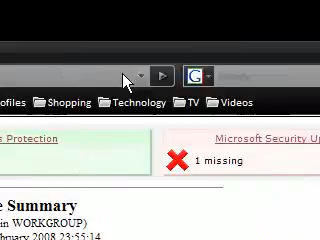 G
ofiles Shopping Technology TV Videos
s Protection
Microsoft Security Up
1 missing
e Summary
in WORKGROUP)
bruary 2008 23:55:14